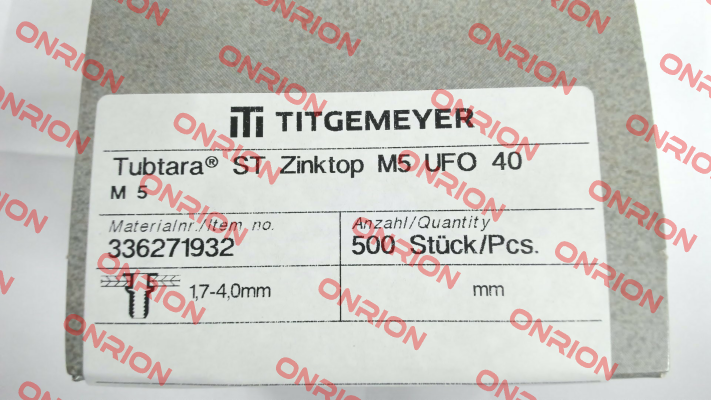 TITGEMEYER
Tubtara® ST Zinktop M5 UFO 40
M 5
Materialnr./Item no.
336271932
Anzahl/Quantity
500 Stück/Pcs.
1,7-4,0mm
mm
ONRION